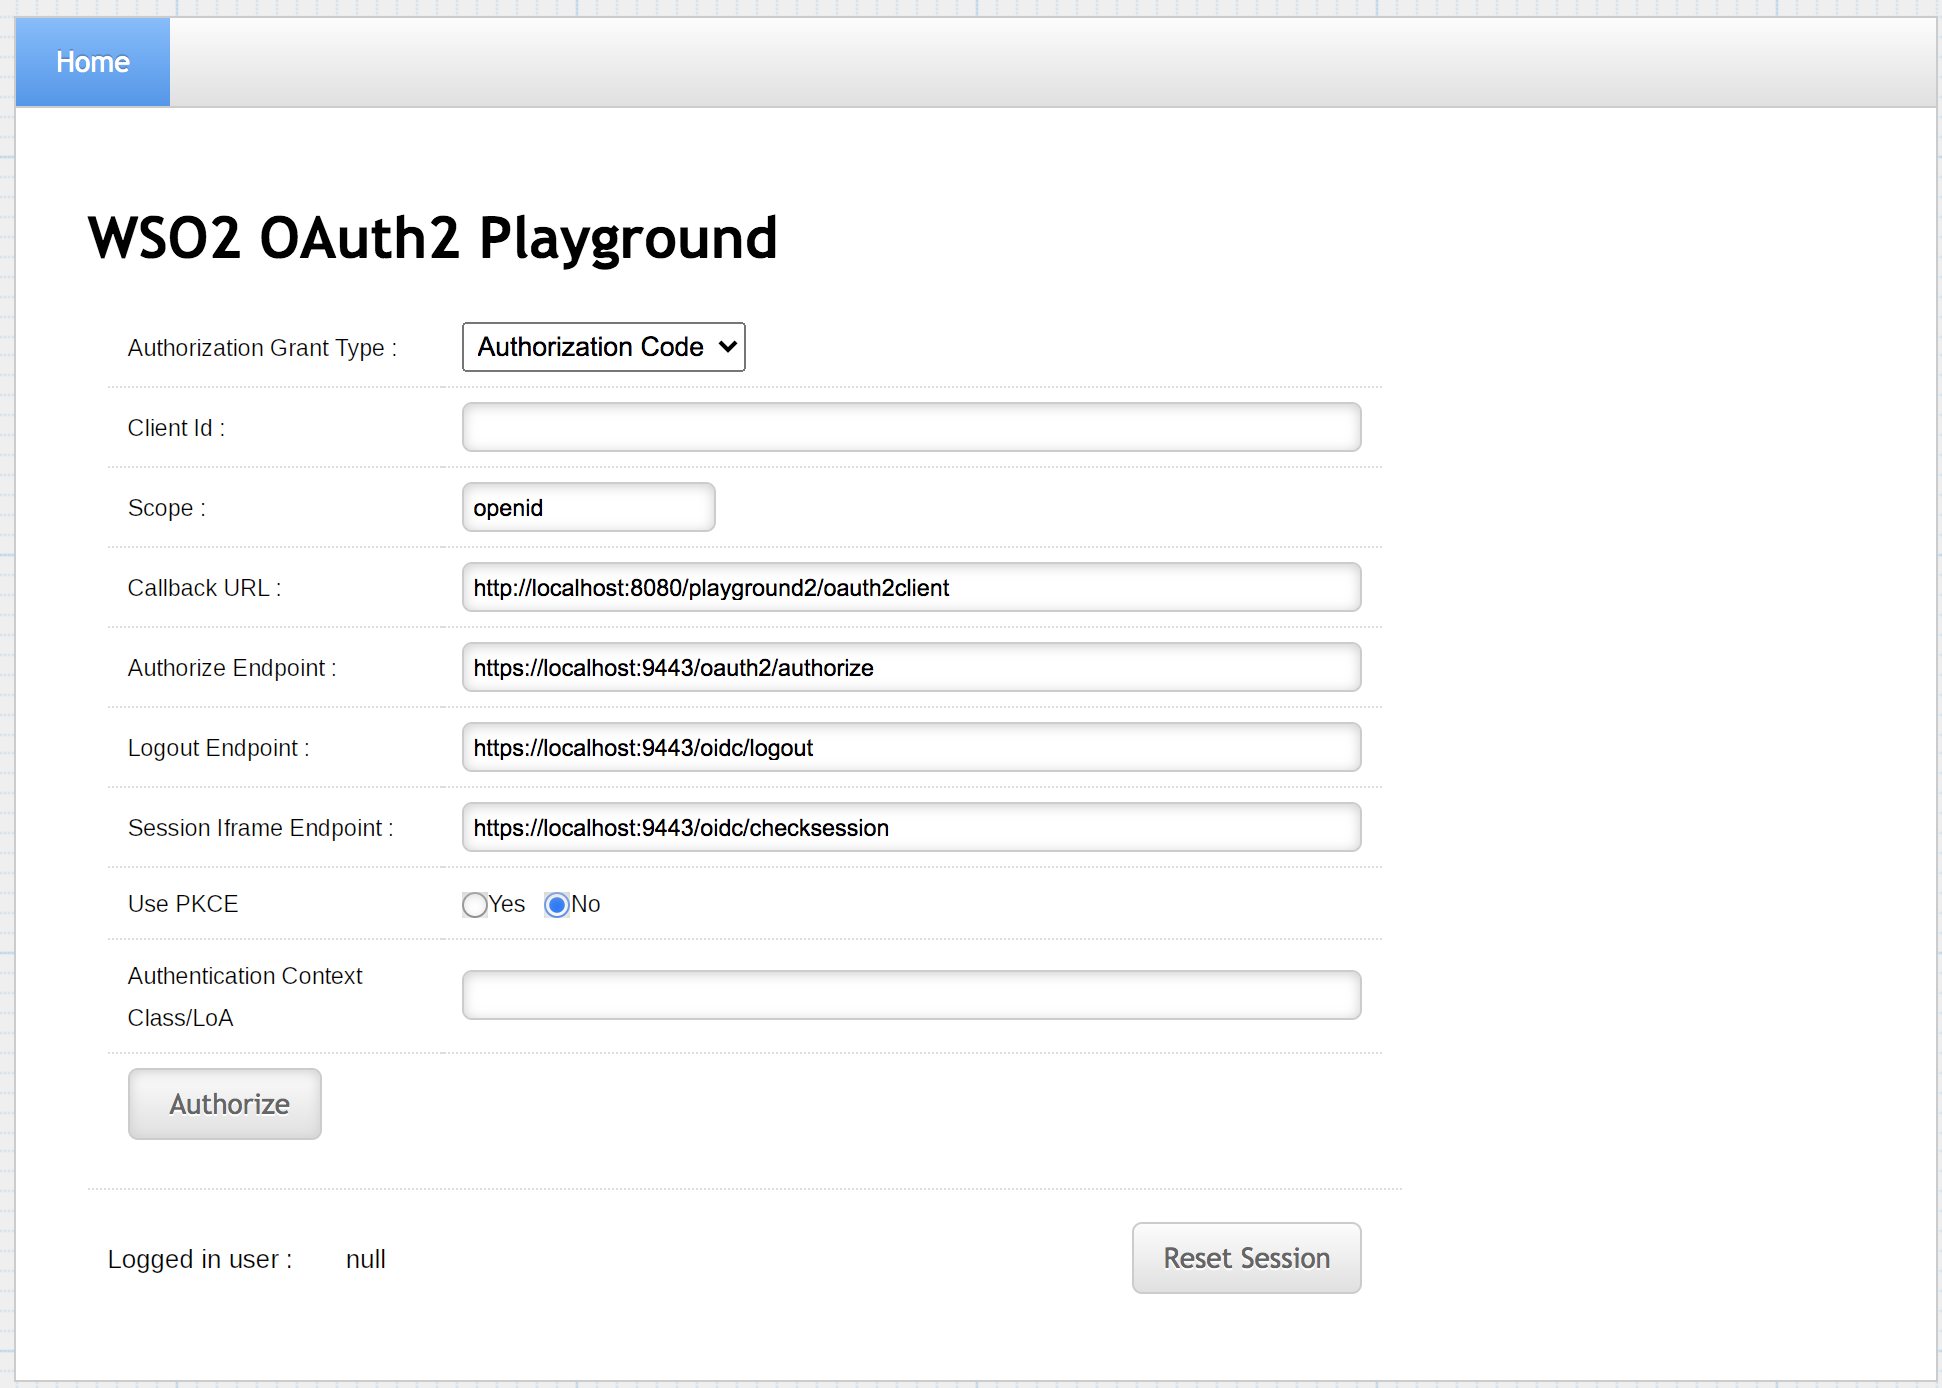 Home
WSO2 OAuth2 Playground
Authorization Grant Type : Authorization Code
Client Id :
Scope : openid
Callback URL : http://localhost:8080/playground2/oauth2client
Authorize Endpoint : https://localhost:9443/oauth2/authorize
Logout Endpoint : https://localhost:9443/oidc/logout
Session Iframe Endpoint : https://localhost:9443/oidc/checksession
Use PKCE Yes No
Authentication Context
Class/LoA
Authorize
Logged in user : null Reset Session